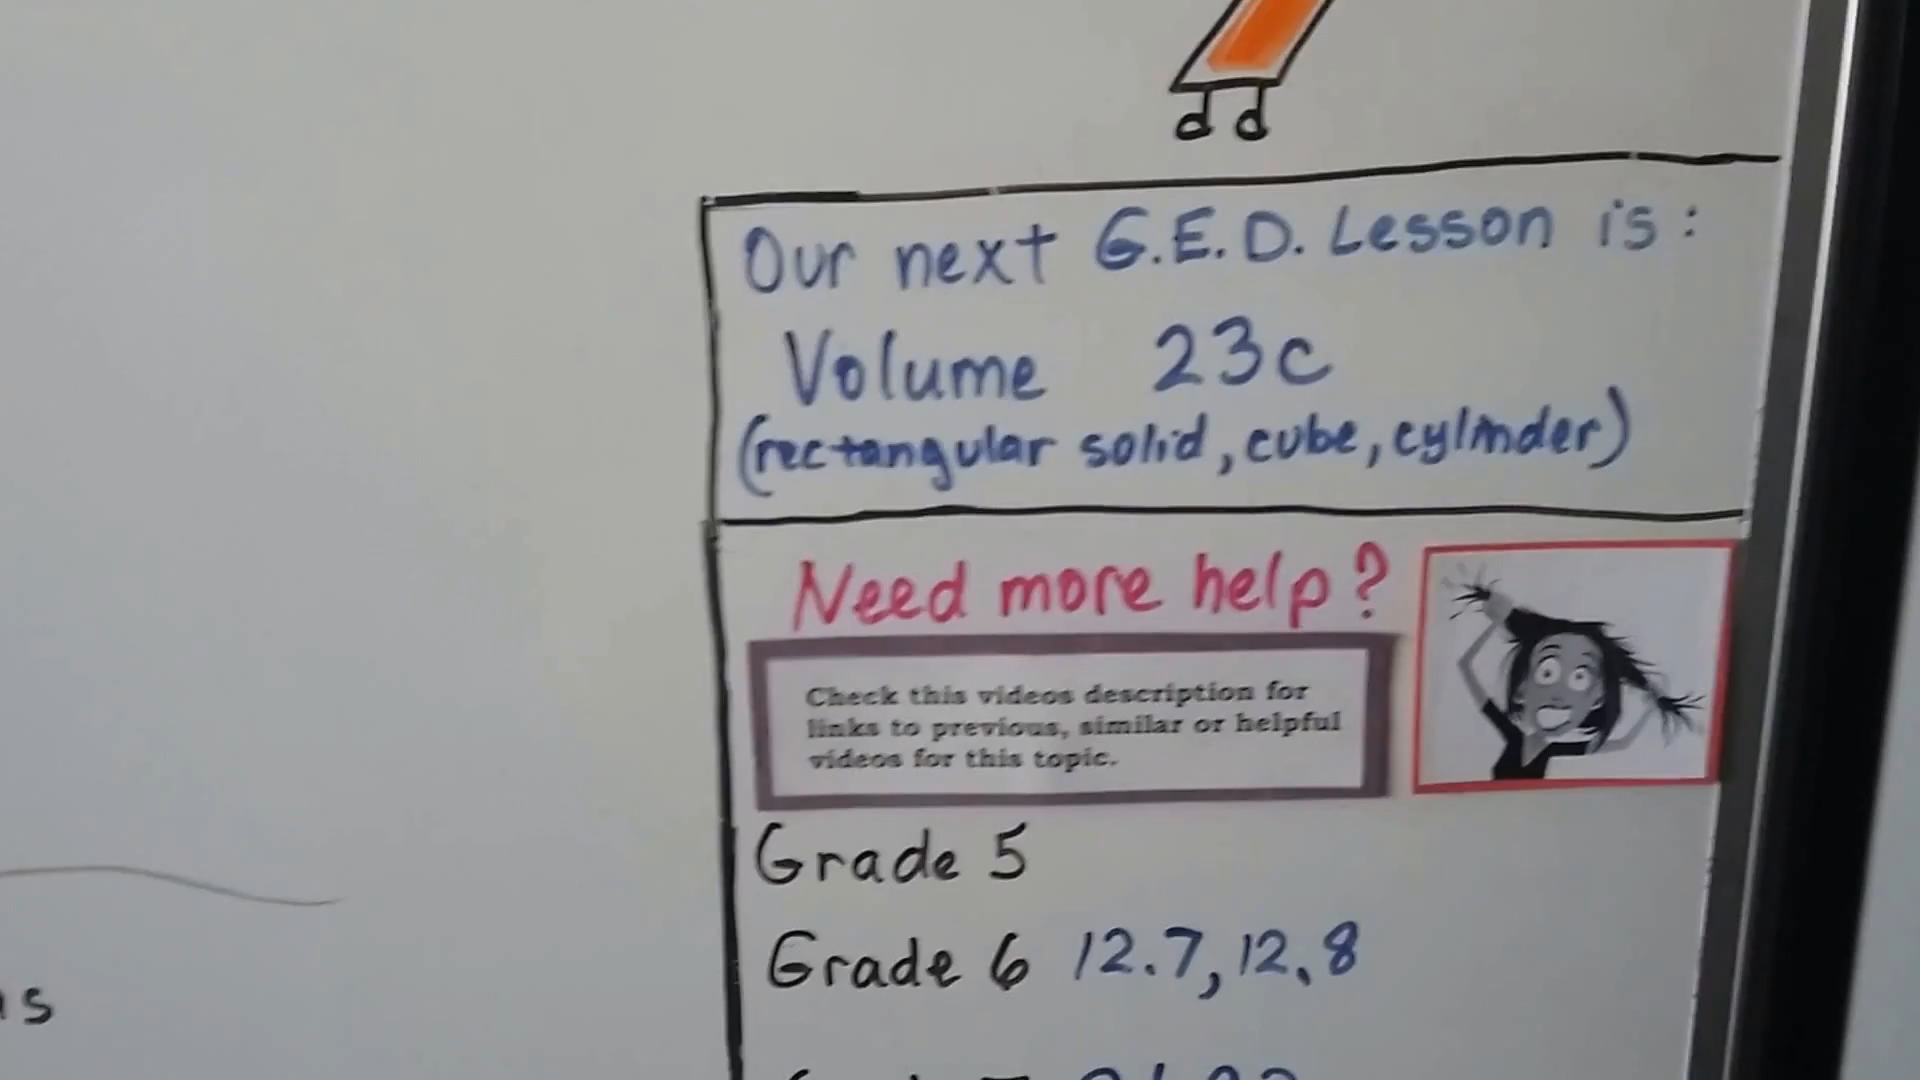 Our next G.E.D. Lesson is:
Volume 23c
(rectangular solid, cube, cylinder)
Need more help?
Check this videos description for
links to previous, similar or helpful
videos for this topic.
Grade 5
Grade 6 12.7, 12.8